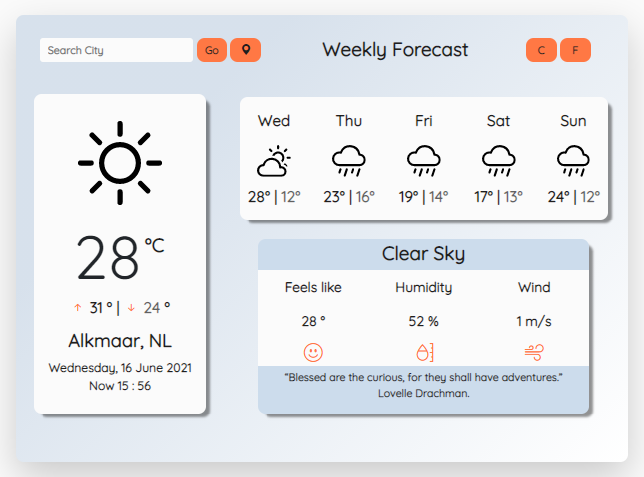 Search City
Go
Weekly Forecast
C
F
28 °C
31 ° | 24 °
Alkmaar, NL
Wednesday, 16 June 2021
Now 15 : 56
Wed Thu Fri Sat Sun
28° | 12° 23° | 16° 19° | 14° 17° | 13° 24° | 12°
Clear Sky
Feels like Humidity Wind
28 ° 52 % 1 m/s
“Blessed are the curious, for they shall have adventures.”
Lovelle Drachman.